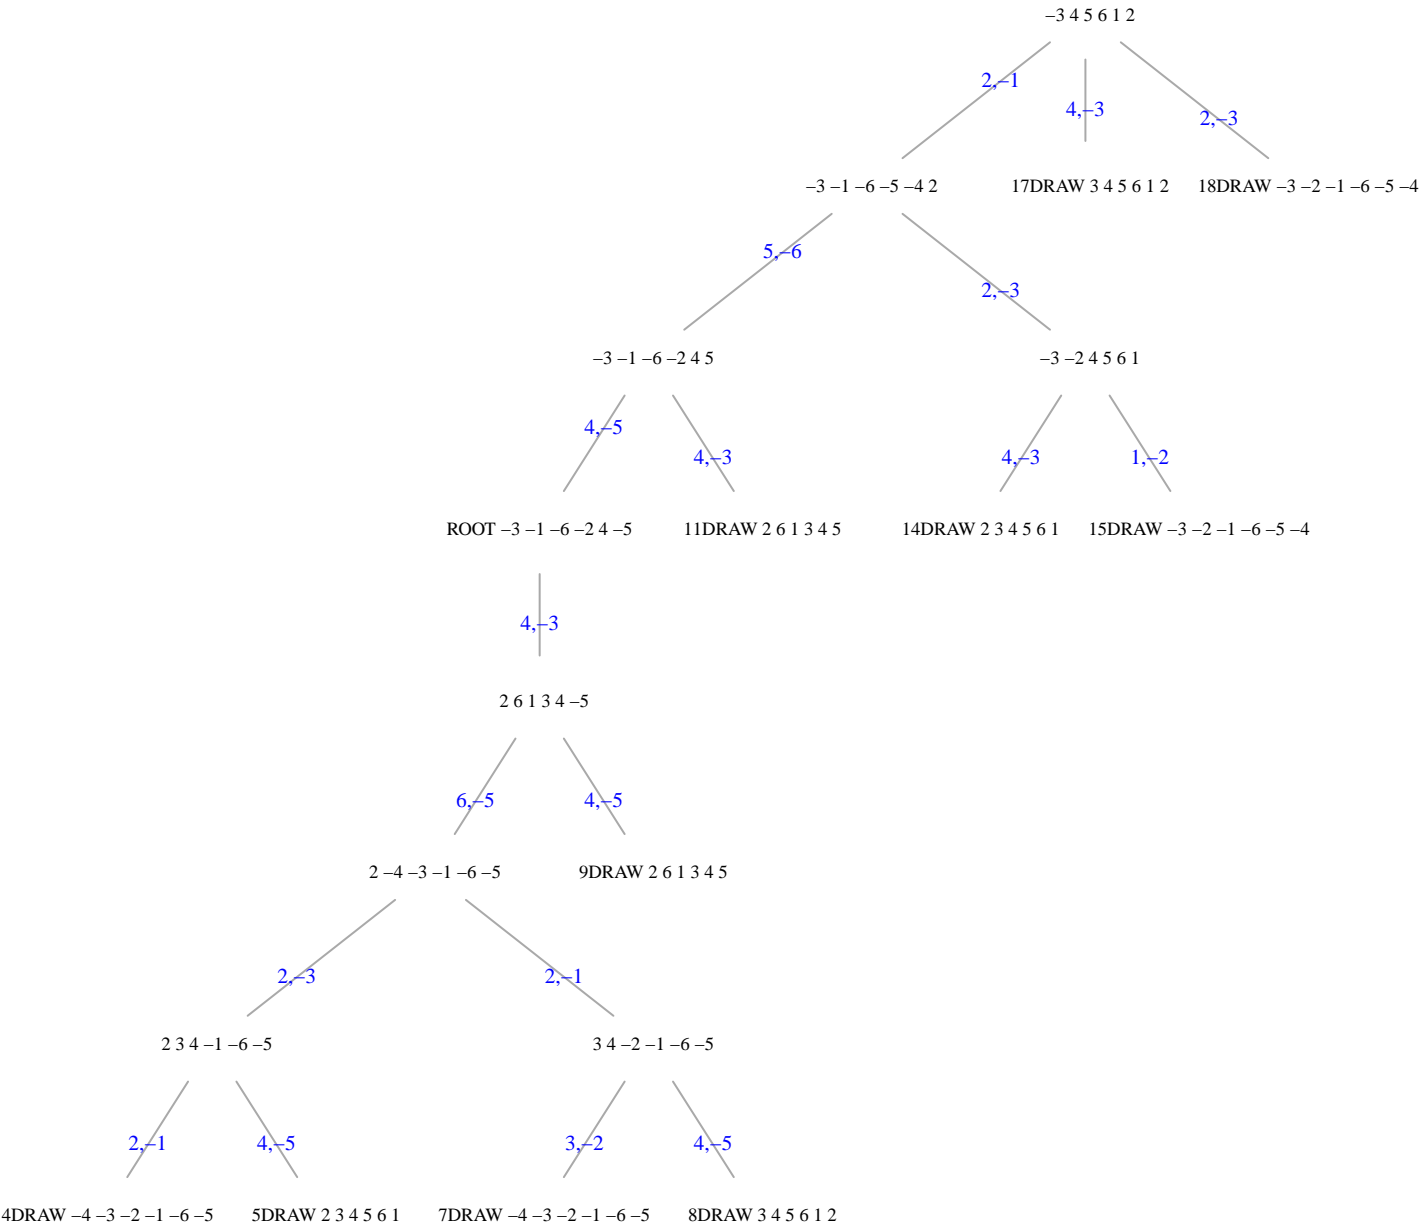 –3 4 5 6 1 2
2,–1
4,–3
2,–3
–3 –1 –6 –5 –4 2
17DRAW 3 4 5 6 1 2
18DRAW –3 –2 –1 –6 –5 –4
5,–6
2,–3
–3 –1 –6 –2 4 5
–3 –2 4 5 6 1
4,–5
4,–3
4,–3
1,–2
ROOT –3 –1 –6 –2 4 –5
11DRAW 2 6 1 3 4 5
14DRAW 2 3 4 5 6 1
15DRAW –3 –2 –1 –6 –5 –4
4,–3
2 6 1 3 4 –5
6,–5
4,–5
2 –4 –3 –1 –6 –5
9DRAW 2 6 1 3 4 5
2,–3
2,–1
2 3 4 –1 –6 –5
3 4 –2 –1 –6 –5
2,–1
4,–5
3,–2
4,–5
4DRAW –4 –3 –2 –1 –6 –5
5DRAW 2 3 4 5 6 1
7DRAW –4 –3 –2 –1 –6 –5
8DRAW 3 4 5 6 1 2